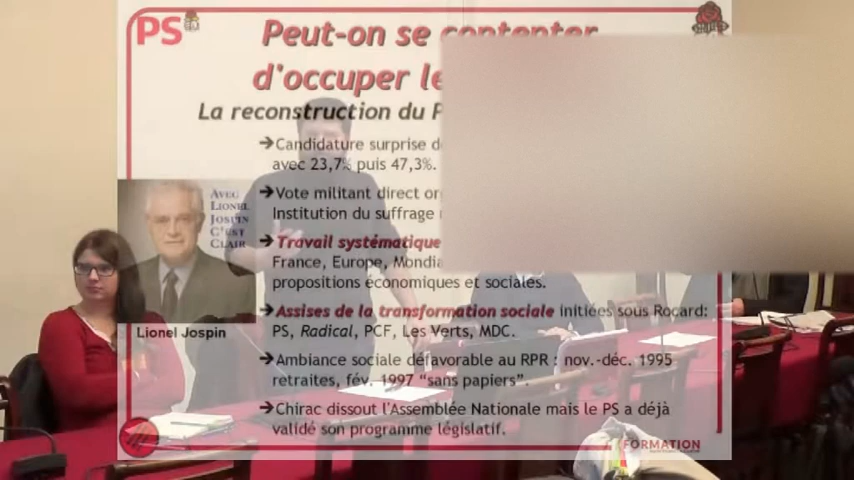 PS
Peut-on se contenter
d'occuper le
La reconstruction du P
➔Candidature surprise d
avec 23,7% puis 47,3%.
➔Vote militant direct or
Institution du suffrage
AVEC
LIONEL
JOSPIN
C'EST
CLAIR
➔Travail systématique
France, Europe, Mondia
propositions économiques et sociales.
➔Assises de la transformation sociale initiées sous Roçard:
PS, Radical, PCF, Les Verts, MDC.
Lionel Jospin
➔Ambiance sociale défavorable au RPR : nov.-déc. 1995
retraites, fév. 1997 "sans papiers".
➔Chirac dissout l'Assemblée Nationale mais le PS a déjà
validé son programme législatif.
FORMATION